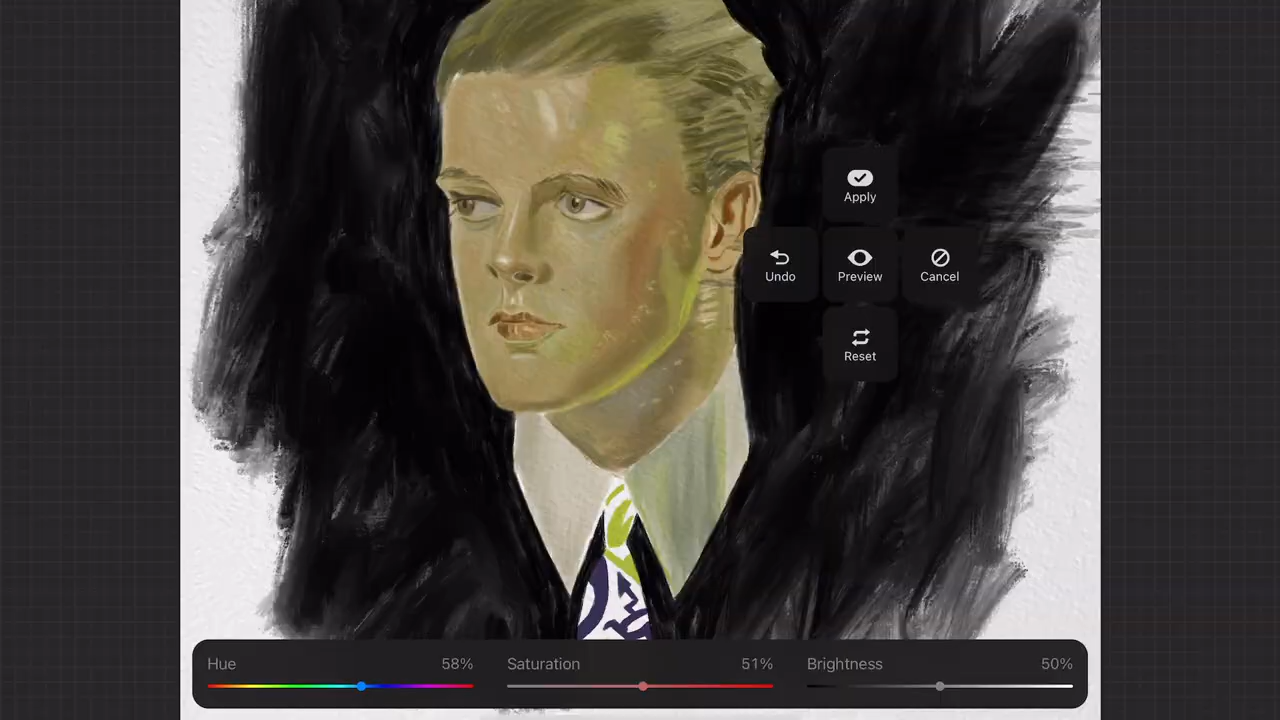 Apply
Undo
Preview
Cancel
Reset
Hue 58%
Saturation 51%
Brightness 50%